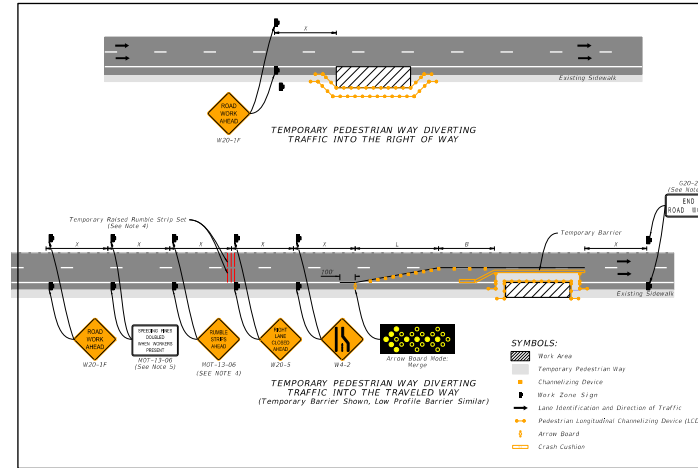 X
Existing Sidewalk
ROAD
WORK
AHEAD
W20-1F
TEMPORARY PEDESTRIAN WAY DIVERTING
TRAFFIC INTO THE RIGHT OF WAY
G20-2
(See Note
END
ROAD W
Temporary Raised Rumble Strip Set
(See Note 4)
Temporary Barrier
X X X X X L B X
100'
Existing Sidewalk
ROAD
WORK
AHEAD
W20-1F
SPEEDING FINES
DOUBLED
WHEN WORKERS
PRESENT
MOT-13-06
(See Note 5)
RUMBLE
STRIPS
AHEAD
MOT-13-06
(SEE NOTE 4)
RIGHT
LANE
CLOSED
AHEAD
W20-5
W4-2
Arrow Board Mode:
Merge
TEMPORARY PEDESTRIAN WAY DIVERTING
TRAFFIC INTO THE TRAVELED WAY
(Temporary Barrier Shown, Low Profile Barrier Similar)
SYMBOLS:
Work Area
Temporary Pedestrian Way
Channelizing Device
Work Zone Sign
Lane Identification and Direction of Traffic
Pedestrian Longitudinal Channelizing Device (LCD
Arrow Board
Crash Cushion